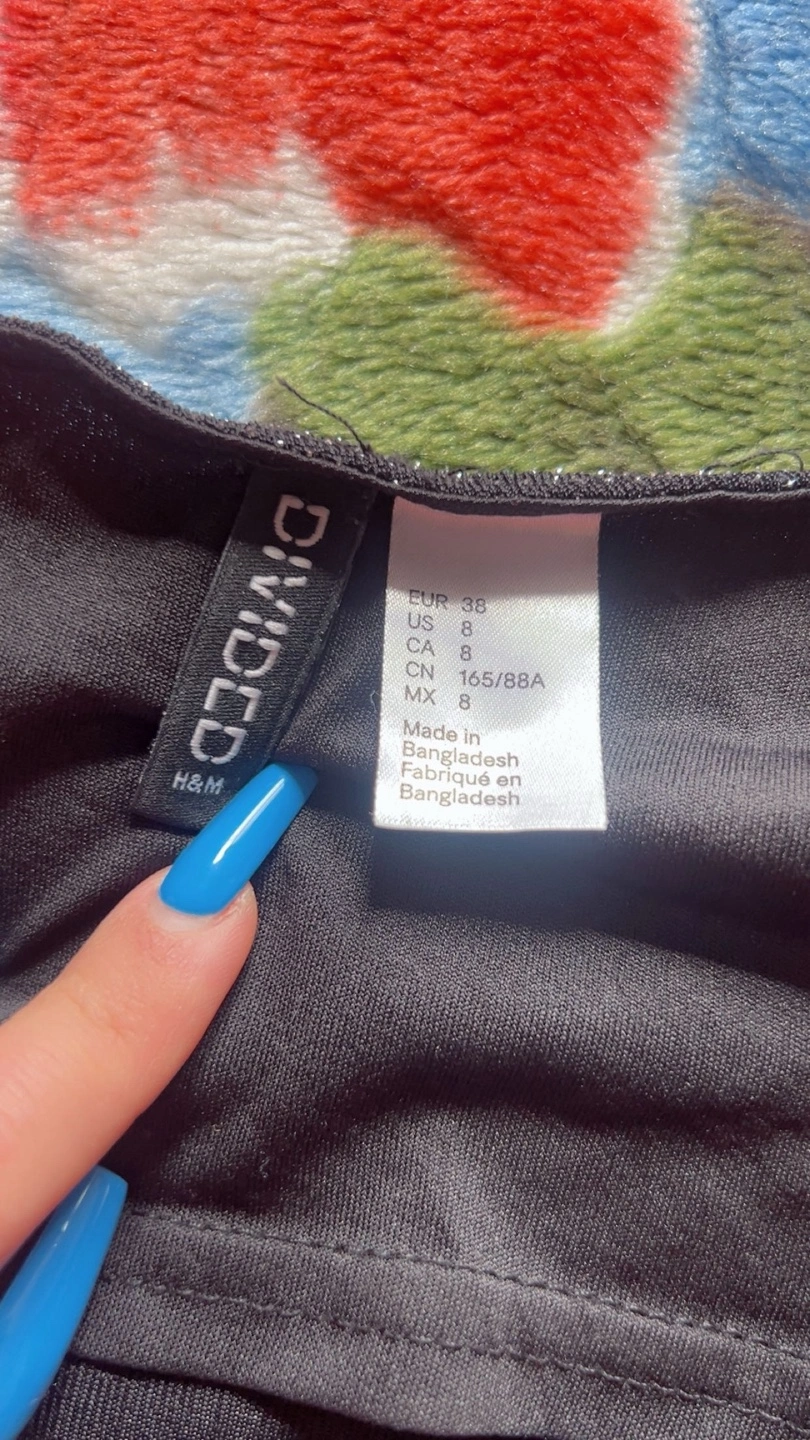 DIVIDED
H&M
EUR 38
US 8
CA 8
CN 165/88A
MX 8
Made in
Bangladesh
Fabriqué en
Bangladesh